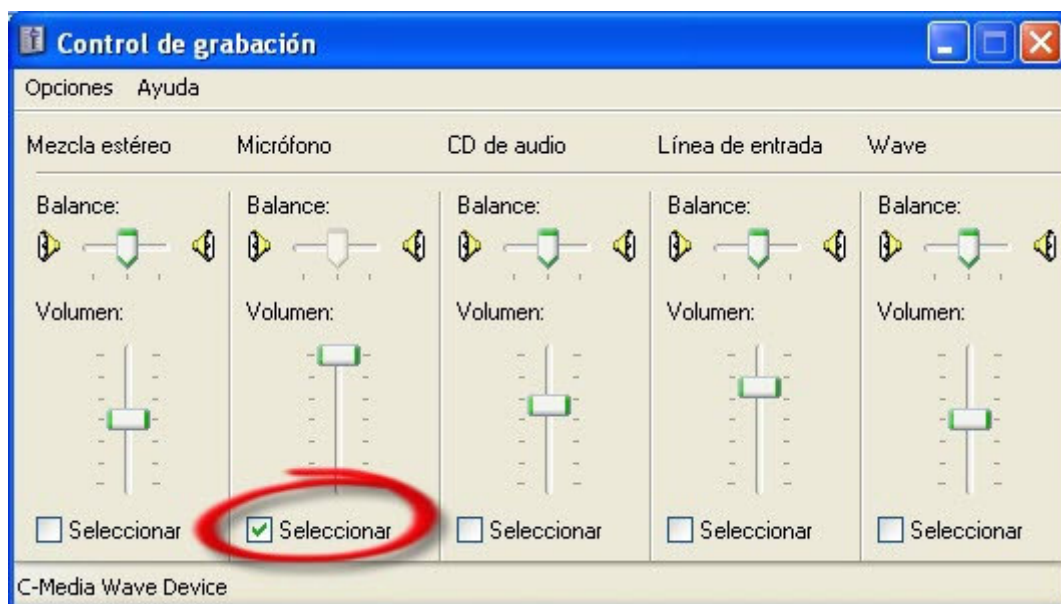 Control de grabación
Opciones Ayuda
Mezcla estéreo Micrófono CD de audio Línea de entrada Wave
Balance: Balance: Balance: Balance: Balance:
Volumen: Volumen: Volumen: Volumen: Volumen:
Seleccionar Seleccionar Seleccionar Seleccionar Seleccionar
C-Media Wave Device